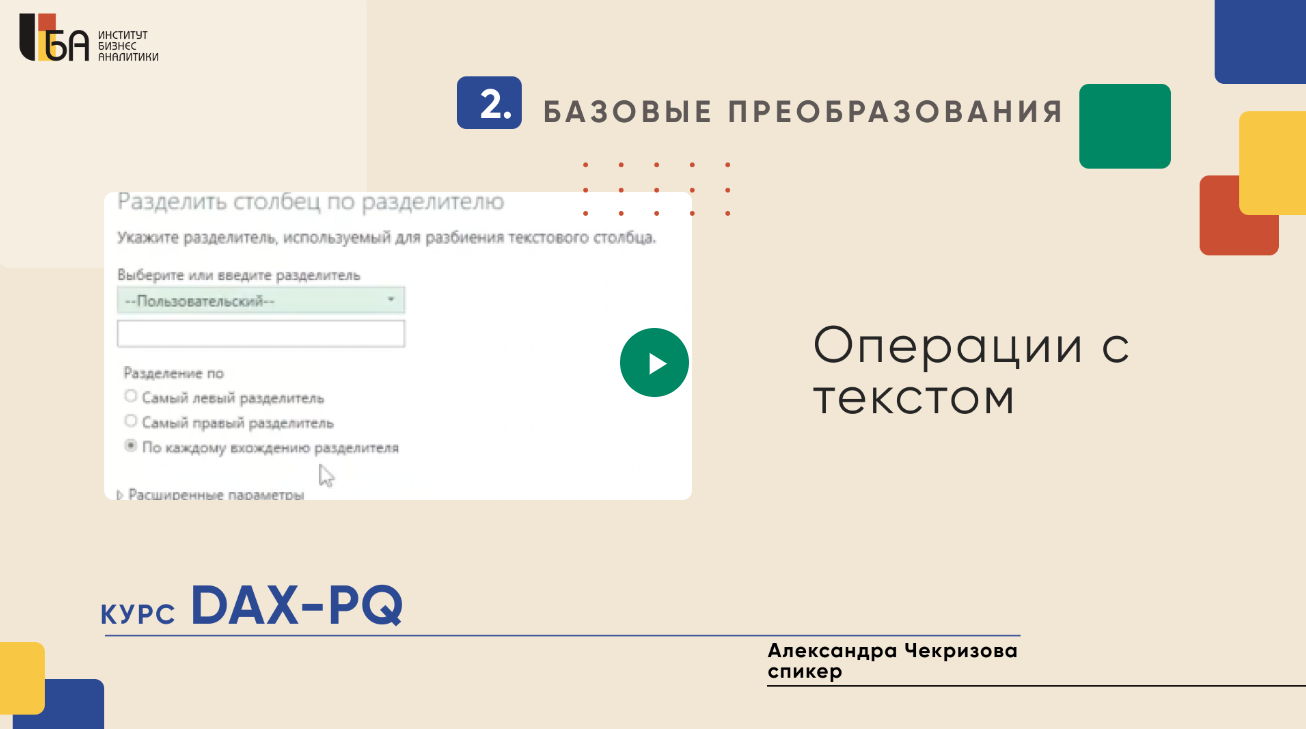 БА
ИНСТИТУТ
БИЗНЕС
АНАЛИТИКИ
2. БАЗОВЫЕ ПРЕОБРАЗОВАНИЯ
Разделить столбец по разделителю
Укажите разделитель, используемый для разбиения текстового столбца.
Выберите или введите разделитель
--Пользовательский--
Разделение по
Самый левый разделитель
Самый правый разделитель
По каждому вхождению разделителя
Расширенные параметры
Операции с
текстом
КУРС DAX-PQ
Александра Чекризова
спикер